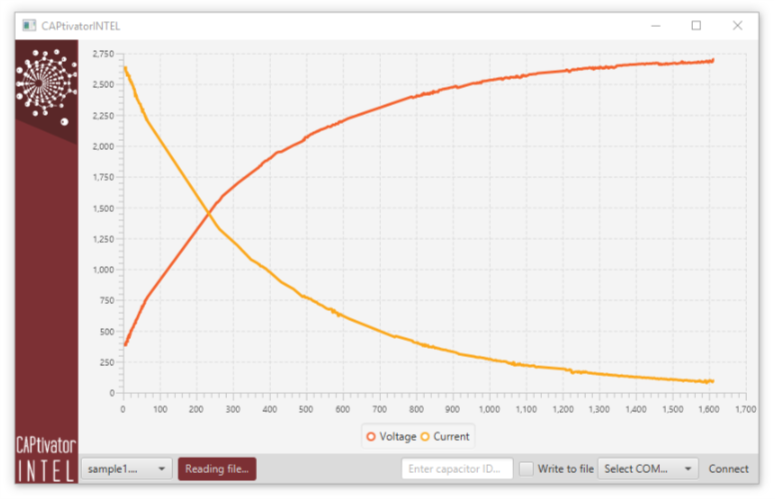 CAPtivatorINTEL
2,750
2,500
2,250
2,000
1,750
1,500
1,250
1,000
750
500
250
0
0 100 200 300 400 500 600 700 800 900 1,000 1,100 1,200 1,300 1,400 1,500 1,600 1,700
Voltage Current
CAPtivator
INTEL
sample1... Reading file... Enter capacitor ID... Write to file Select COM... Connect